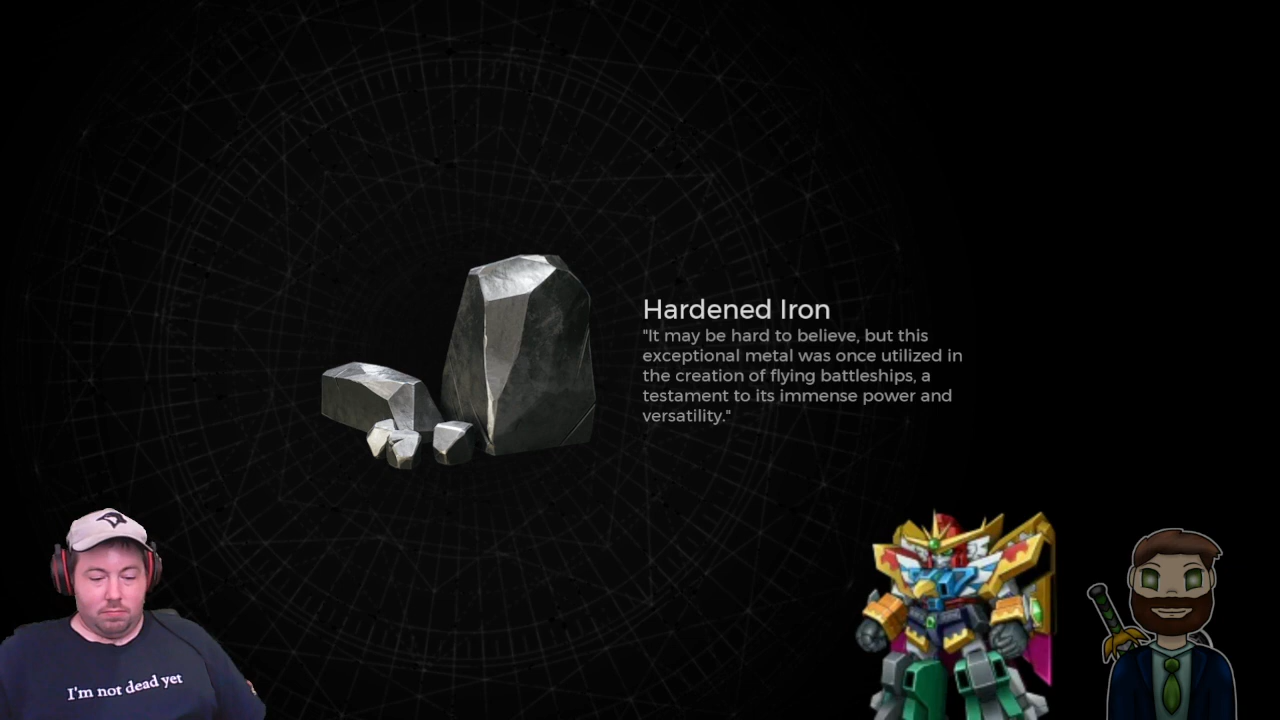 Hardened Iron
"It may be hard to believe, but this
exceptional metal was once utilized in
the creation of flying battleships, a
testament to its immense power and
versatility."
I'm not dead yet